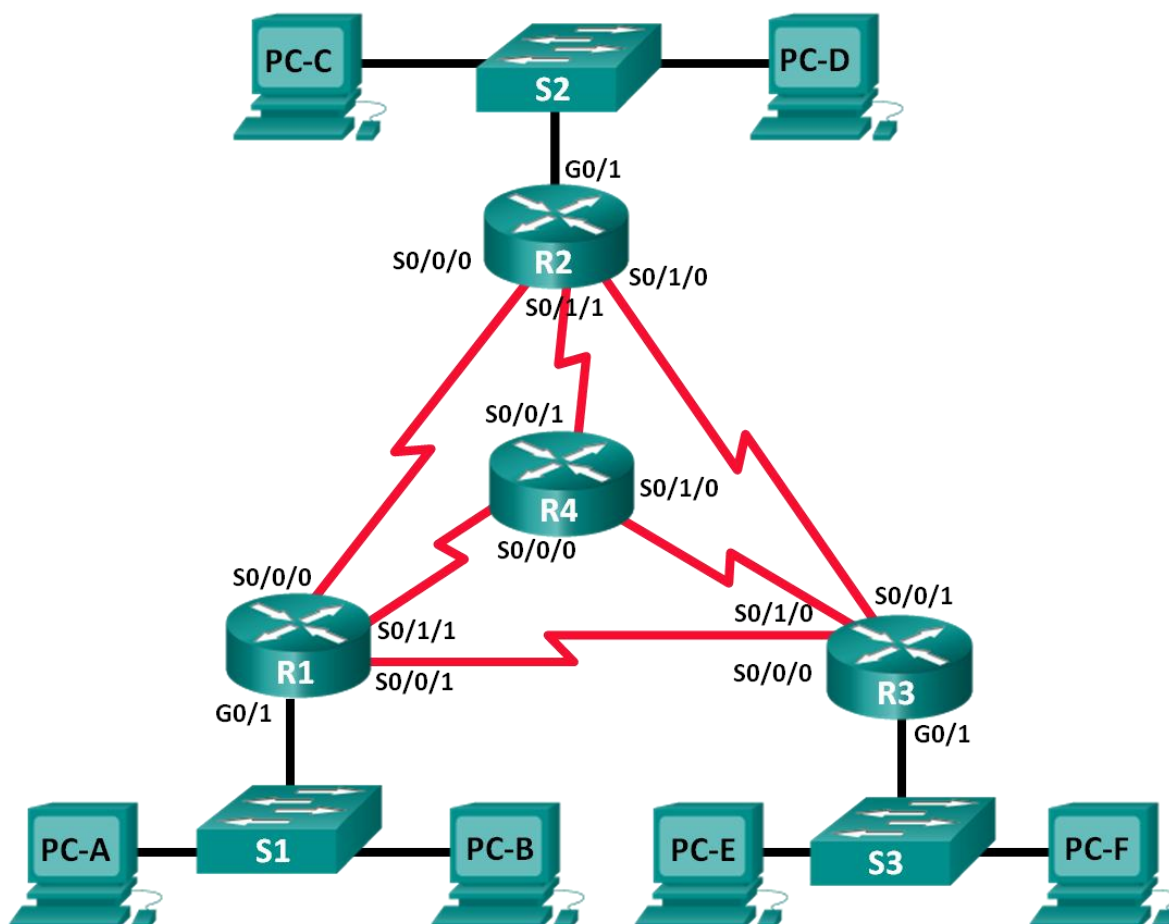 PC-C
S2
PC-D
G0/1
R2
S0/0/0
S0/1/0
S0/1/1
S0/0/1
S0/1/0
R4
S0/0/0
S0/0/0
S0/1/1
R1
S0/0/1
G0/1
S0/0/1
S0/1/0
S0/0/0
R3
G0/1
PC-A
S1
PC-B
PC-E
S3
PC-F